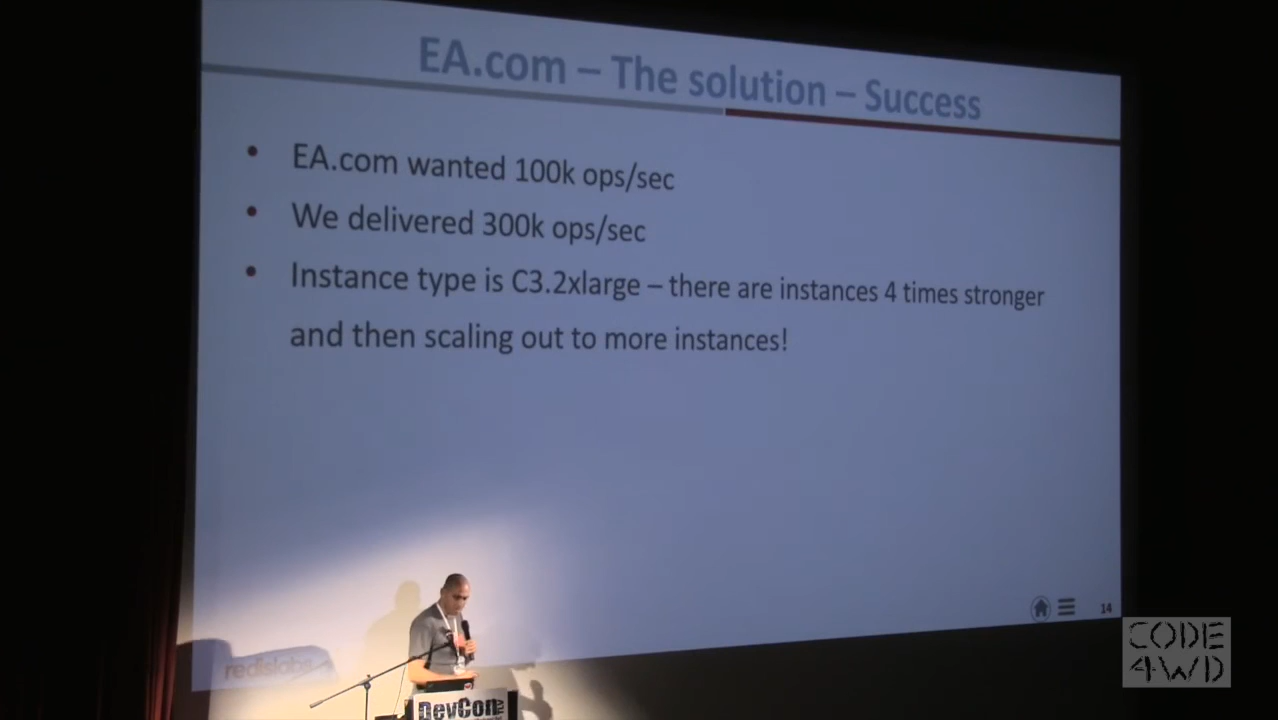 EA.com – The solution – Success
• EA.com wanted 100k ops/sec
• We delivered 300k ops/sec
• Instance type is C3.2xlarge – there are instances 4 times stronger
and then scaling out to more instances!
14
redislabs
DevCon
CODE
4WD